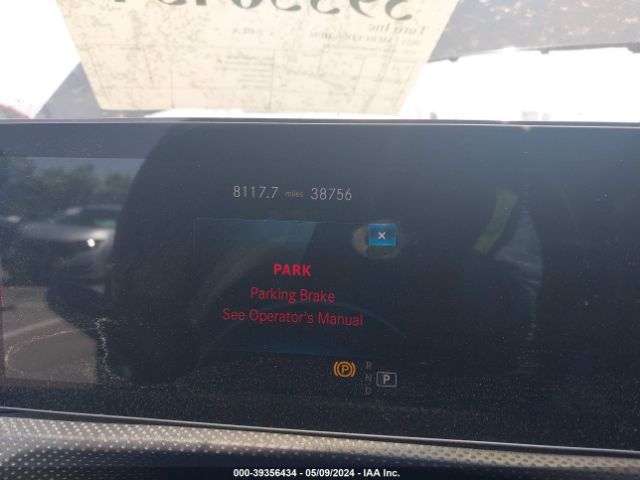 8117.7 miles 38756
×
PARK
Parking Brake
See Operator's Manual
(P) R
N P
D
000-39356434 - 05/09/2024 - IAA Inc.